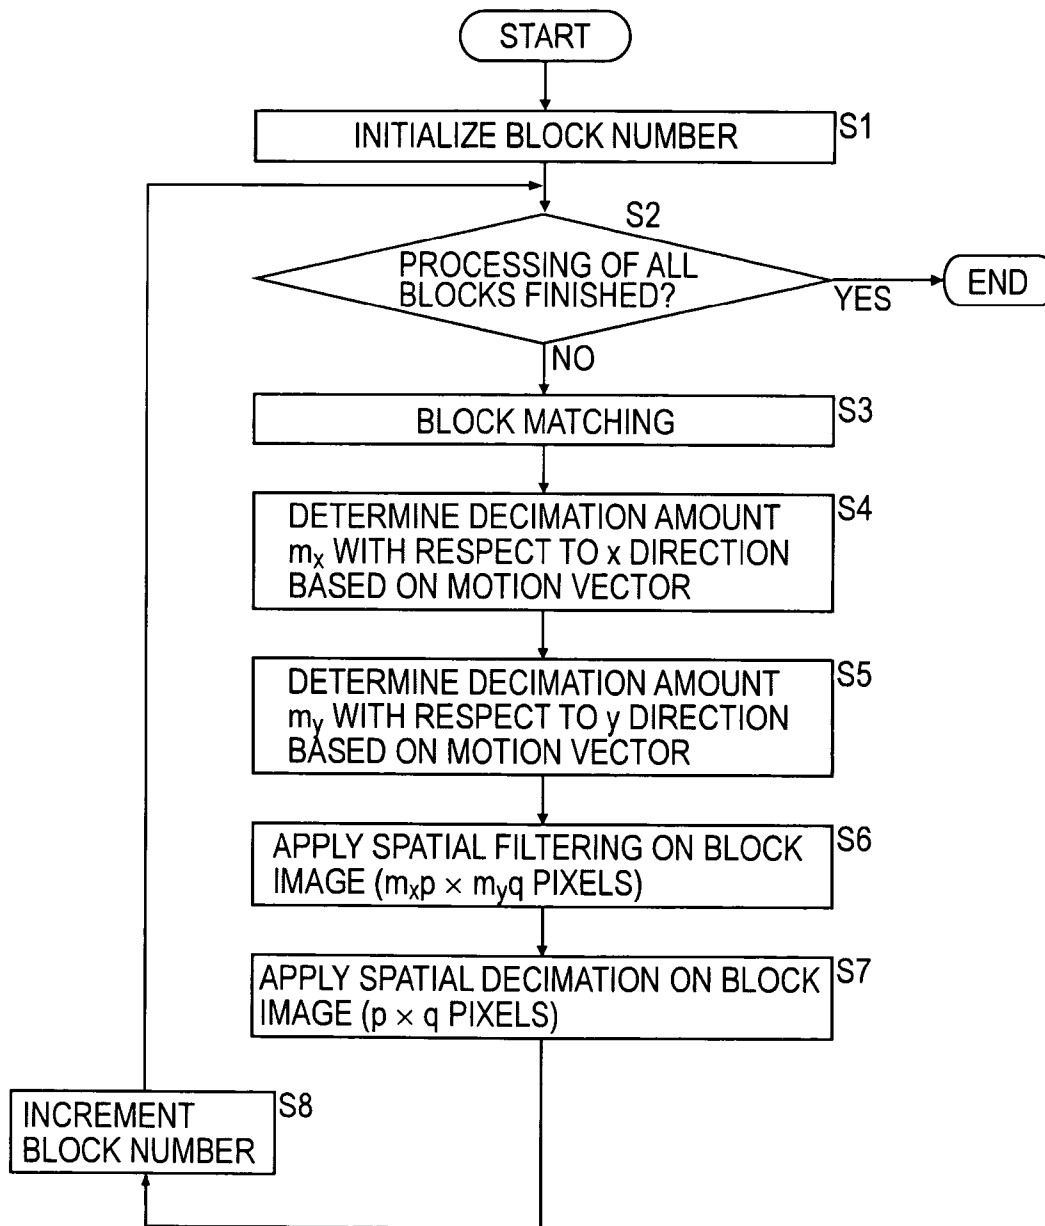 START
INITIALIZE BLOCK NUMBER
S1
S2
PROCESSING OF ALL
BLOCKS FINISHED?
YES
END
NO
BLOCK MATCHING
S3
DETERMINE DECIMATION AMOUNT
mx WITH RESPECT TO x DIRECTION
BASED ON MOTION VECTOR
S4
DETERMINE DECIMATION AMOUNT
my WITH RESPECT TO y DIRECTION
BASED ON MOTION VECTOR
S5
APPLY SPATIAL FILTERING ON BLOCK
IMAGE (mxp × myq PIXELS)
S6
APPLY SPATIAL DECIMATION ON BLOCK
IMAGE (p × q PIXELS)
S7
INCREMENT
BLOCK NUMBER
S8